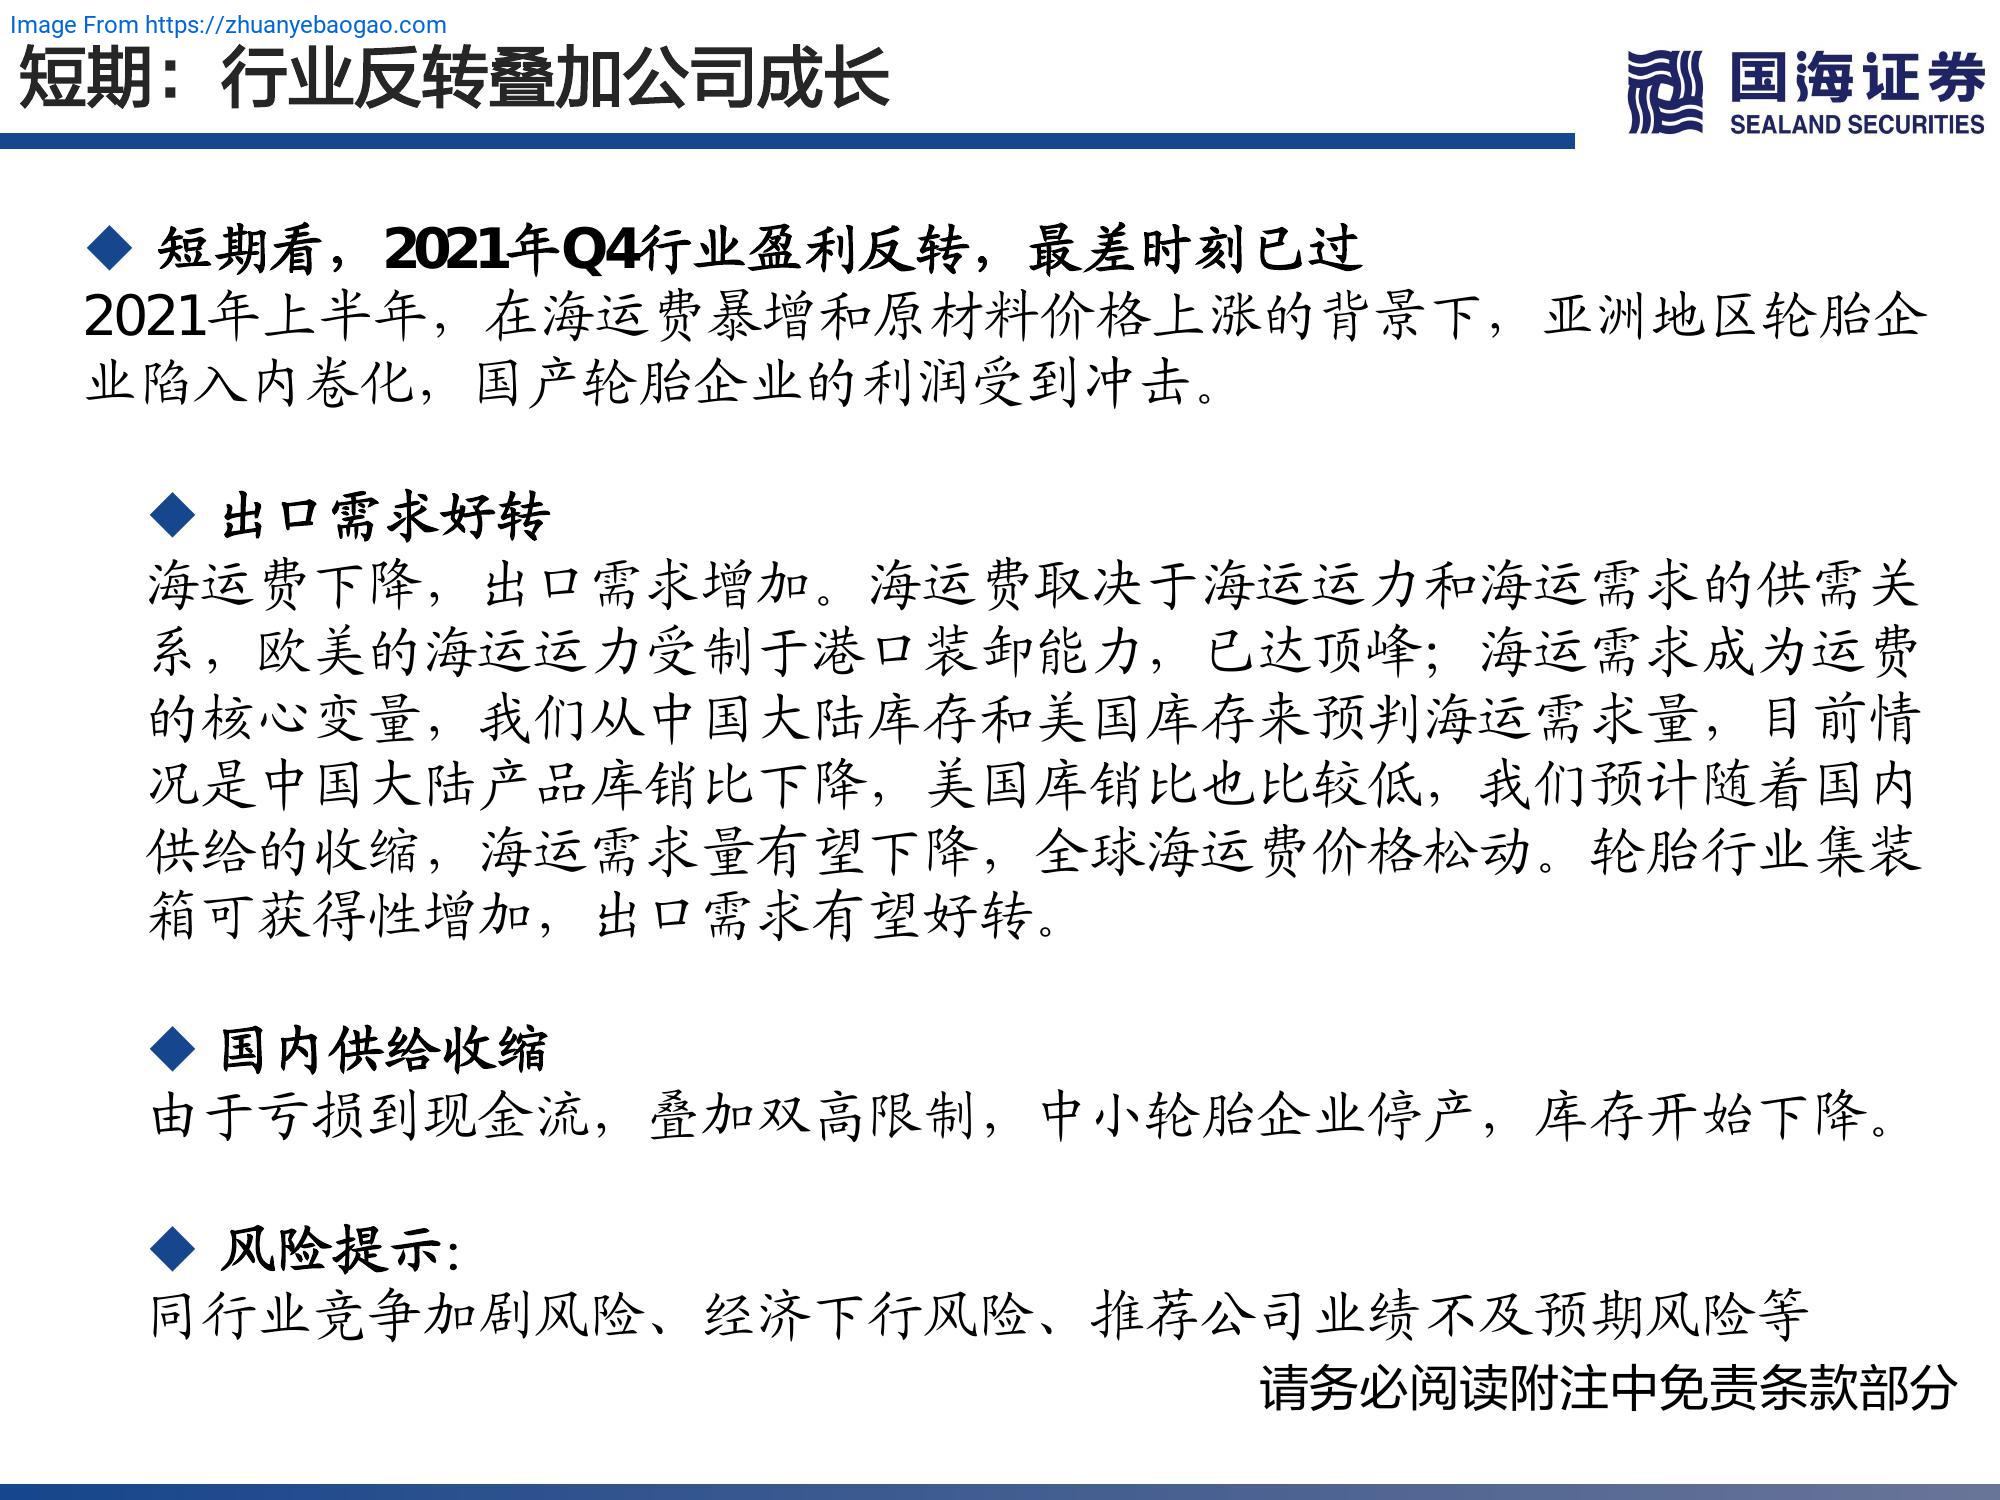 Image From https://zhuanyebaogao.com
短期：行业反转叠加公司成长
国海证券
SEALAND SECURITIES
短期看，2021年Q4行业盈利反转，最差时刻已过
2021年上半年，在海运费暴增和原材料价格上涨的背景下，亚洲地区轮胎企
业陷入内卷化，国产轮胎企业的利润受到冲击。
出口需求好转
海运费下降，出口需求增加。海运费取决于海运运力和海运需求的供需关
系，欧美的海运运力受制于港口装卸能力，已达顶峰；海运需求成为运费
的核心变量，我们从中国大陆库存和美国库存来预判海运需求量，目前情
况是中国大陆产品库销比下降，美国库销比也比较低，我们预计随着国内
供给的收缩，海运需求量有望下降，全球海运费价格松动。轮胎行业集装
箱可获得性增加，出口需求有望好转。
国内供给收缩
由于亏损到现金流，叠加双高限制，中小轮胎企业停产，库存开始下降。
风险提示：
同行业竞争加剧风险、经济下行风险、推荐公司业绩不及预期风险等
请务必阅读附注中免责条款部分